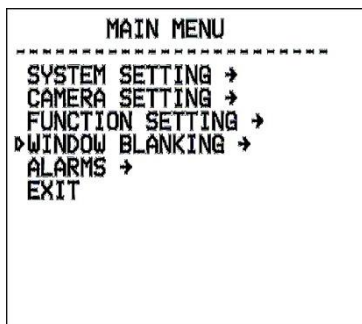 MAIN MENU
SYSTEM SETTING →
CAMERA SETTING →
FUNCTION SETTING →
WINDOW BLANKING →
ALARMS →
EXIT